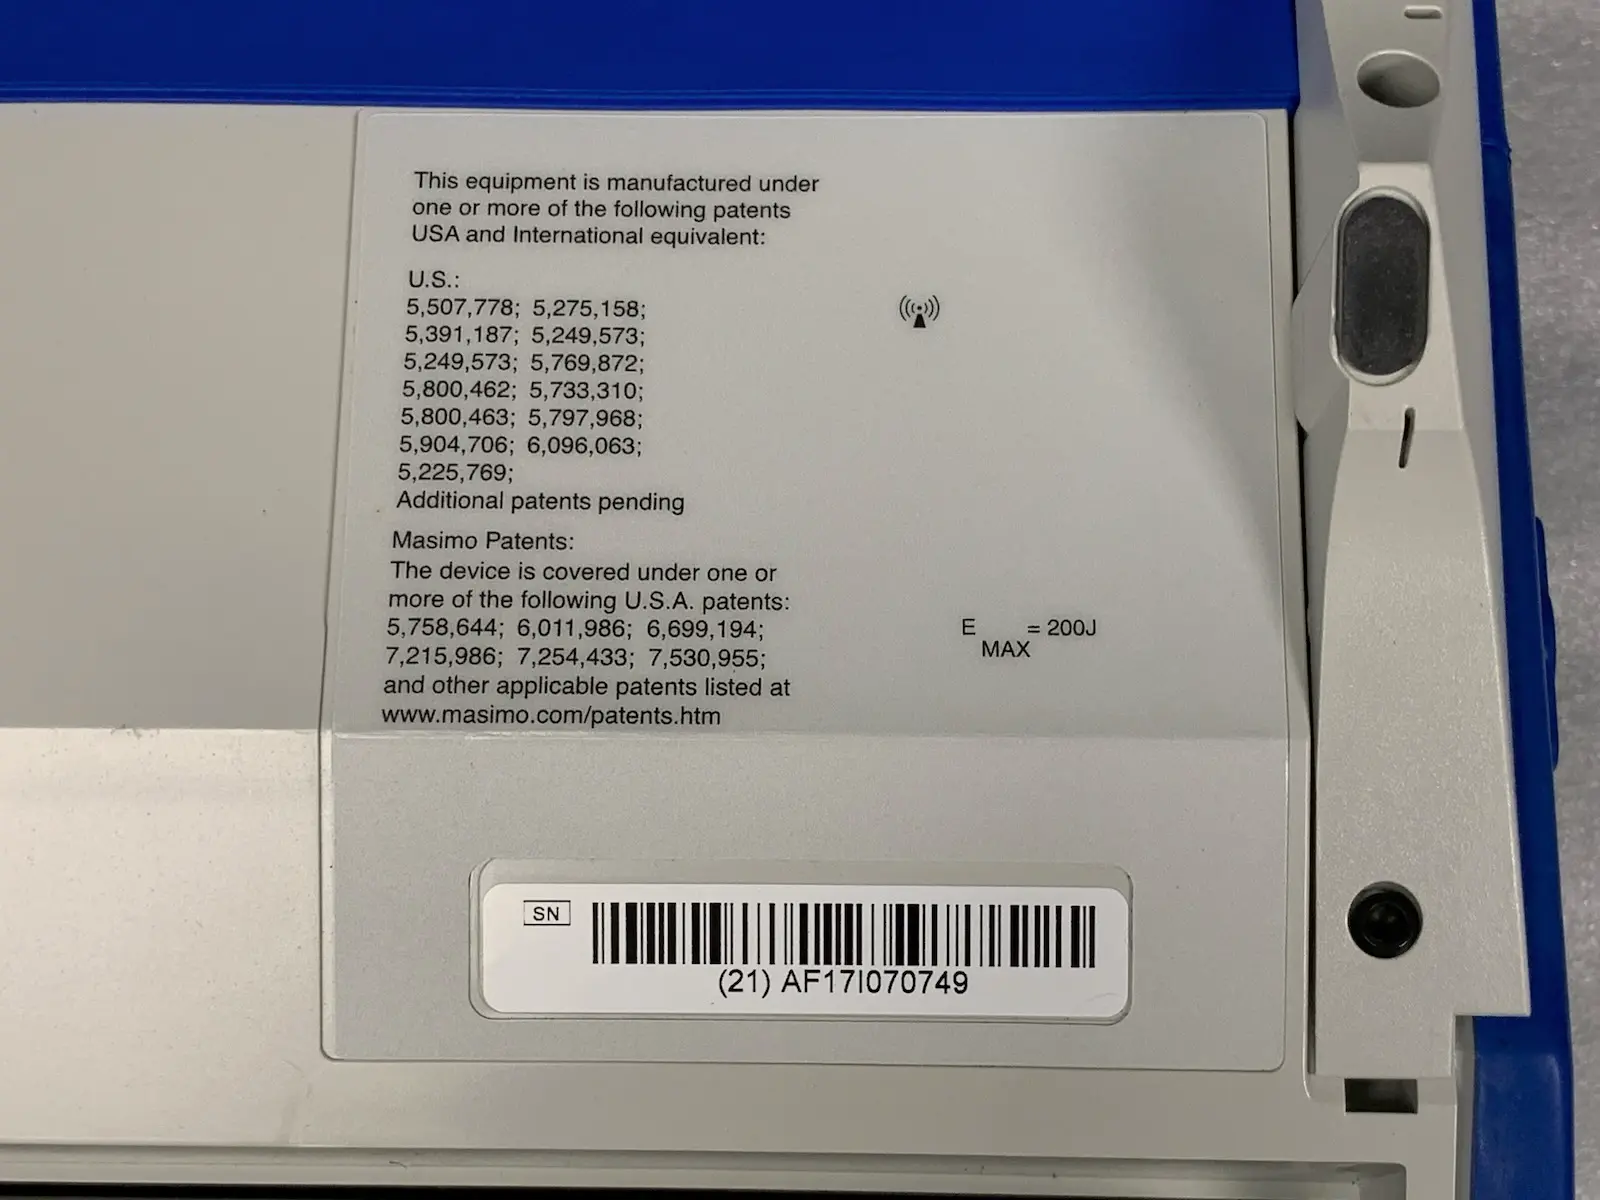 This equipment is manufactured under
one or more of the following patents
USA and International equivalent:
U.S.:
5,507,778; 5,275,158;
5,391,187; 5,249,573;
5,249,573; 5,769,872;
5,800,462; 5,733,310;
5,800,463; 5,797,968;
5,904,706; 6,096,063;
5,225,769;
Additional patents pending
Masimo Patents:
The device is covered under one or
more of the following U.S.A. patents:
5,758,644; 6,011,986; 6,699,194;
7,215,986; 7,254,433; 7,530,955;
and other applicable patents listed at
www.masimo.com/patents.htm
E MAX = 200J
SN
(21) AF17I070749